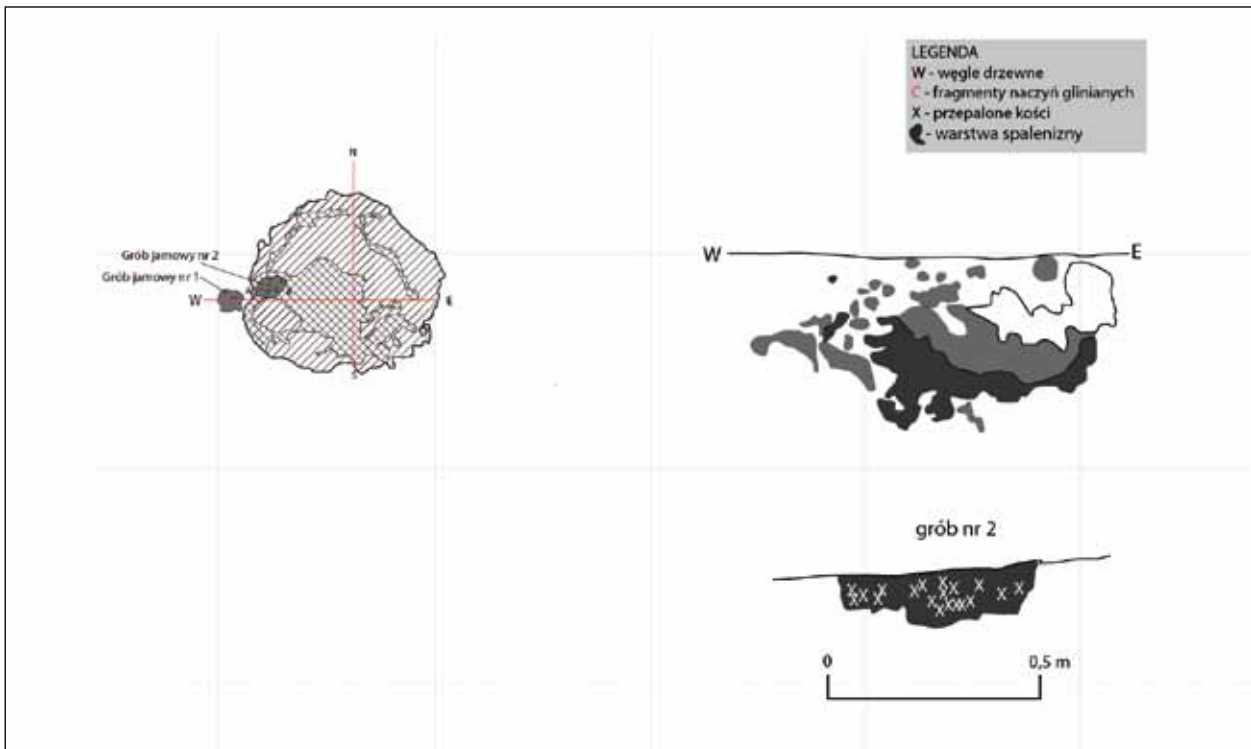 LEGENDA
W - węgle drzewne
C - fragmenty naczyń glinianych
X - przepalone kości
- warstwa spalenizny
N
Grób jamowy nr 2
Grób jamowy nr 1
W
E
S
W
E
grób nr 2
X X X X X X X X X X X X X X X X X X
0
0,5 m